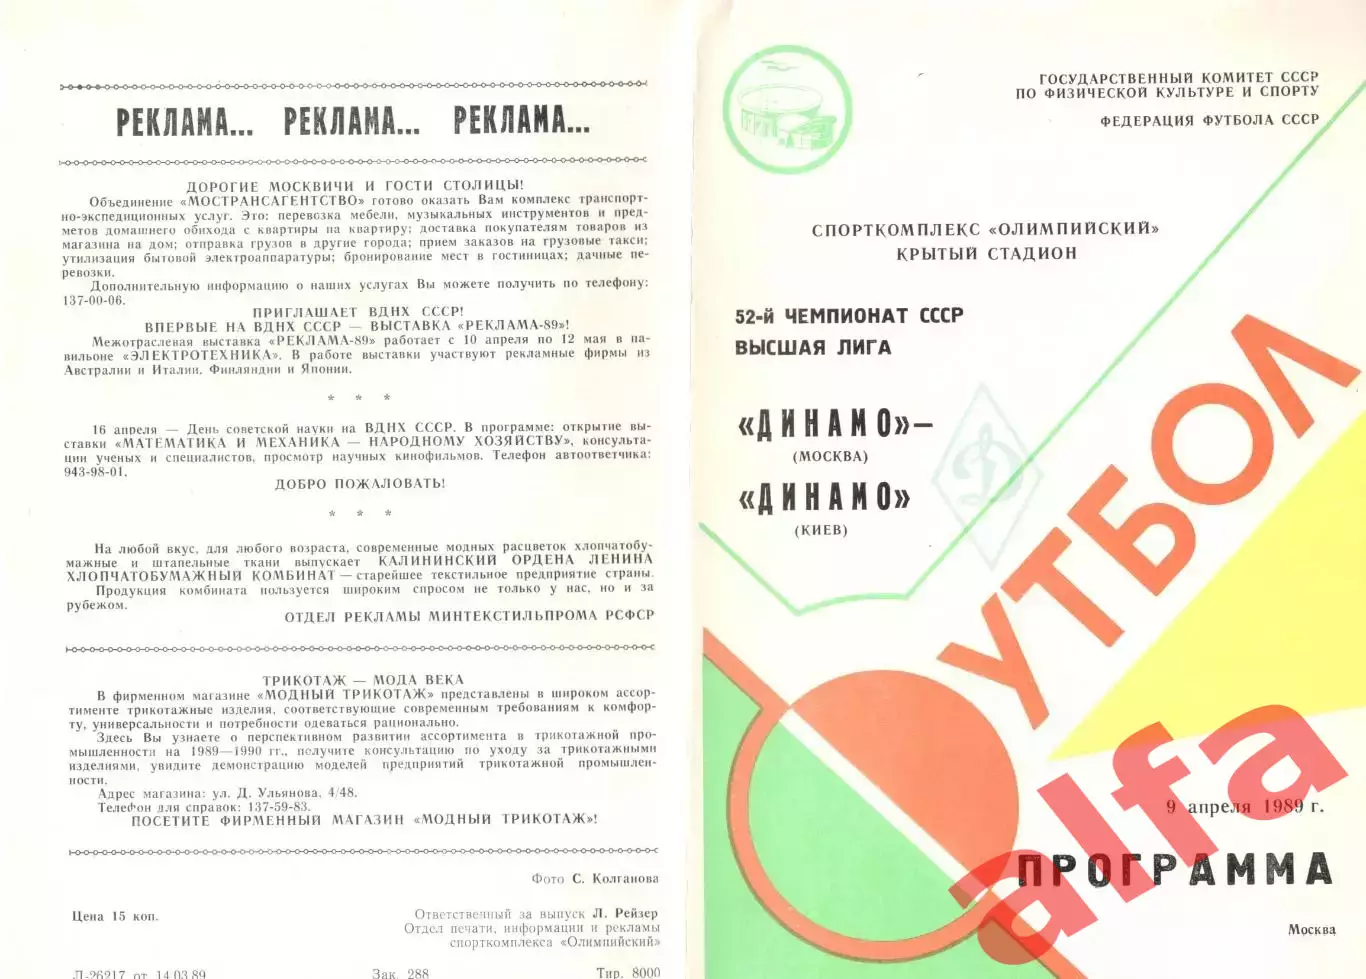 РЕКЛАМА... РЕКЛАМА... РЕКЛАМА...
ДОРОГИЕ МОСКВИЧИ И ГОСТИ СТОЛИЦЫ!
Объединение «МОСТРАНСАГЕНТСТВО» готово оказать Вам комплекс транспорт-
но-экспедиционных услуг. Это: перевозка мебели, музыкальных инструментов и пред-
метов домашнего обихода с квартиры на квартиру; доставка покупателям товаров из
магазина на дом; отправка грузов в другие города; прием заказов на грузовые такси;
утилизация бытовой электроаппаратуры; бронирование мест в гостиницах; дачные пе-
ревозки.
Дополнительную информацию о наших услугах Вы можете получить по телефону:
137-00-06.
ПРИГЛАШАЕТ ВДНХ СССР!
ВПЕРВЫЕ НА ВДНХ СССР — ВЫСТАВКА «РЕКЛАМА-89»!
Межотраслевая выставка «РЕКЛАМА-89» работает с 10 апреля по 12 мая в па-
вильоне «ЭЛЕКТРОТЕХНИКА». В работе выставки участвуют рекламные фирмы из
Австралии и Италии, Финляндии и Японии.
* * *
16 апреля — День советской науки на ВДНХ СССР. В программе: открытие вы-
ставки «МАТЕМАТИКА И МЕХАНИКА — НАРОДНОМУ ХОЗЯЙСТВУ», консульта-
ции ученых и специалистов, просмотр научных кинофильмов. Телефон автоответчика:
943-98-01.
ДОБРО ПОЖАЛОВАТЬ!
* * *
На любой вкус, для любого возраста, современные модных расцветок хлопчатобу-
мажные и штапельные ткани выпускает КАЛИНИНСКИЙ ОРДЕНА ЛЕНИНА
ХЛОПЧАТОБУМАЖНЫЙ КОМБИНАТ — старейшее текстильное предприятие страны.
Продукция комбината пользуется широким спросом не только у нас, но и за
рубежом.
ОТДЕЛ РЕКЛАМЫ МИНТЕКСТИЛЬПРОМА РСФСР
ТРИКОТАЖ — МОДА ВЕКА
В фирменном магазине «МОДНЫЙ ТРИКОТАЖ» представлены в широком ассор-
тименте трикотажные изделия, соответствующие современным требованиям к комфор-
ту, универсальности и потребности одеваться рационально.
Здесь Вы узнаете о перспективном развитии ассортимента в трикотажной про-
мышленности на 1989—1990 гг., получите консультацию по уходу за трикотажными
изделиями, увидите демонстрацию моделей предприятий трикотажной промышлен-
ности.
Адрес магазина: ул. Д. Ульянова, 4/48.
Телефон для справок: 137-59-83.
ПОСЕТИТЕ ФИРМЕННЫЙ МАГАЗИН «МОДНЫЙ ТРИКОТАЖ»!
Фото С. Колганова
Цена 15 коп.
Ответственный за выпуск Л. Рейзер
Отдел печати, информации и рекламы
спорткомплекса «Олимпийский»
Л-26217 от 14.03.89 Зак. 288 Тир. 8000
ГОСУДАРСТВЕННЫЙ КОМИТЕТ СССР
ПО ФИЗИЧЕСКОЙ КУЛЬТУРЕ И СПОРТУ
ФЕДЕРАЦИЯ ФУТБОЛА СССР
СПОРТКОМПЛЕКС «ОЛИМПИЙСКИЙ»
КРЫТЫЙ СТАДИОН
52-й ЧЕМПИОНАТ СССР
ВЫСШАЯ ЛИГА
«ДИНАМО»–
(МОСКВА)
«ДИНАМО»
(КИЕВ)
Д
ФУТБОЛ
9 апреля 1989 г.
ПРОГРАММА
Москва
alfa